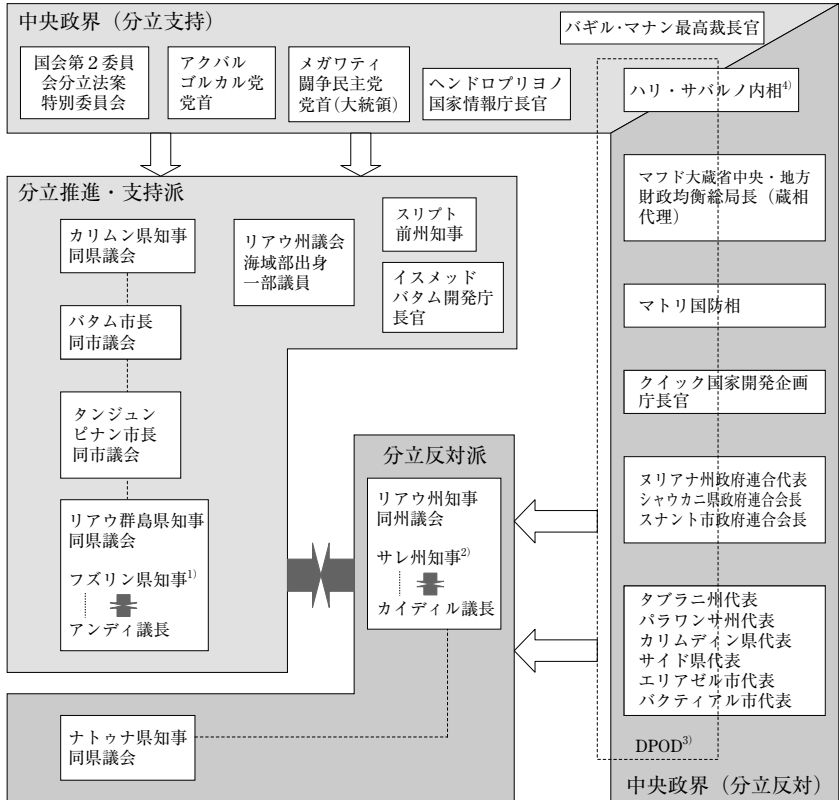 中央政界（分立支持）
バギル・マナン最高裁長官
国会第２委員
会分立法案
特別委員会
アクバル
ゴルカル党
党首
メガワティ
闘争民主党
党首（大統領）
ヘンドロプリヨノ
国家情報庁長官
ハリ・サバルノ内相4)
分立推進・支持派
カリムン県知事
同県議会
リアウ州議会
海域部出身
一部議員
スリプト
前州知事
イスメッド
バタム開発庁
長官
バタム市長
同市議会
タンジュン
ピナン市長
同市議会
リアウ群島県知事
同県議会
フズリン県知事1)
アンディ議長
分立反対派
リアウ州知事
同州議会
サレ州知事2)
カイディル議長
ナトゥナ県知事
同県議会
マフド大蔵省中央・地方
財政均衡総局長（蔵相
代理）
マトリ国防相
クイック国家開発企画
庁長官
ヌリアナ州政府連合代表
シャウカニ県政府連合会長
スナント市政府連合会長
タブラニ州代表
パラワンサ州代表
カリムディン県代表
サイド県代表
エリアゼル市代表
バクティアル市代表
DPOD3)
中央政界（分立反対）